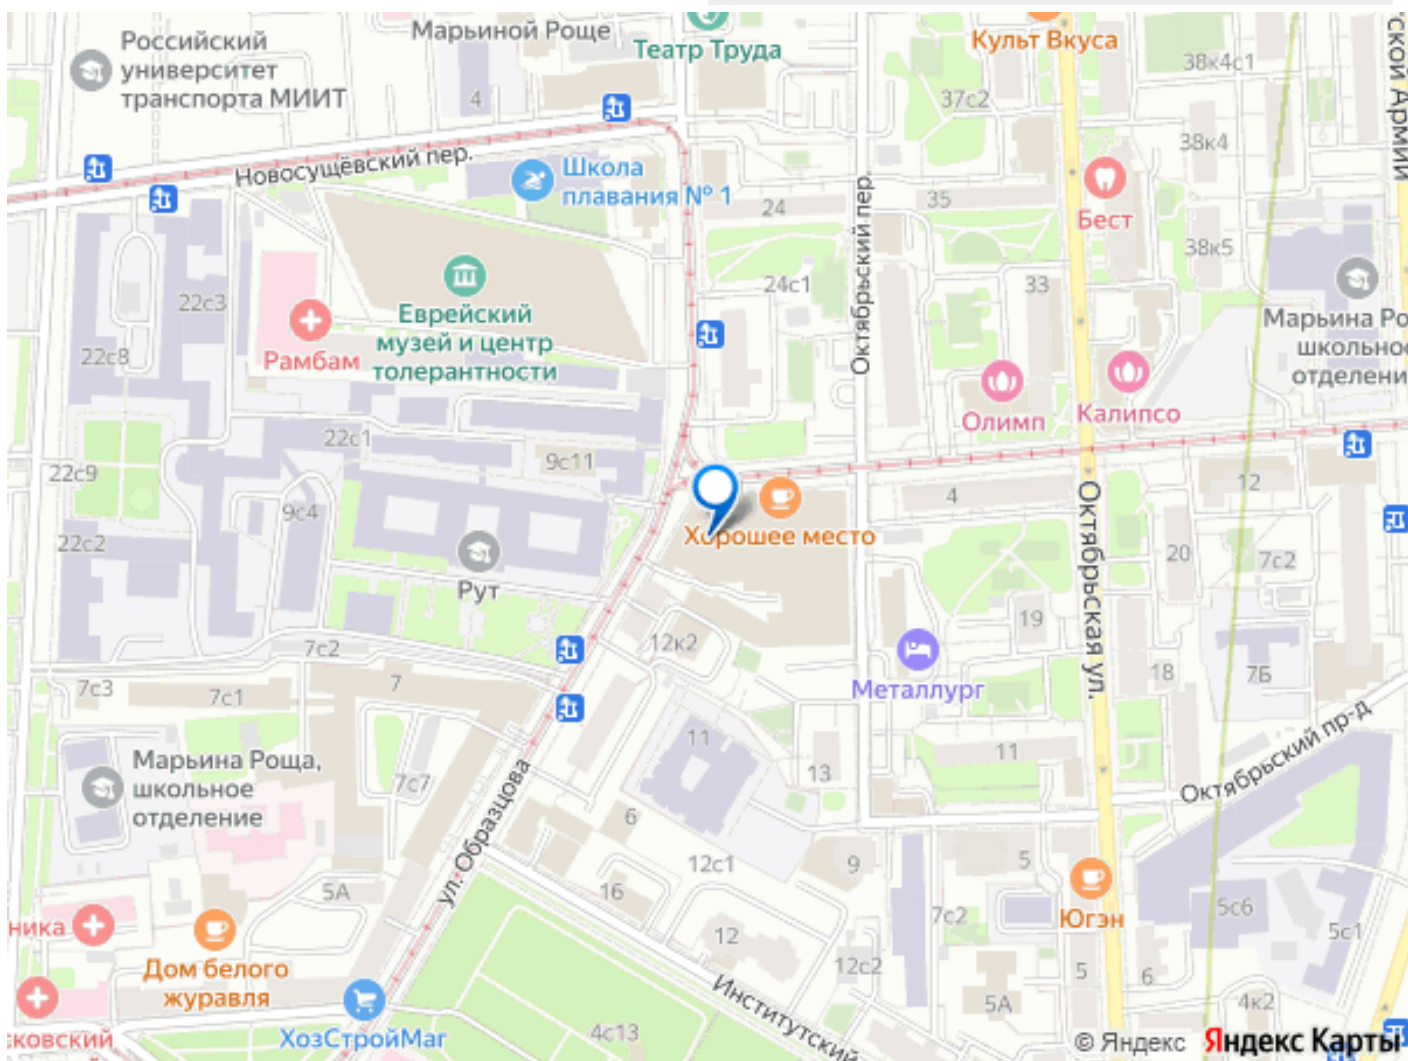 Российский
университет
транспорта МИИТ
Марьиной Роще
Театр Труда
Культ Вкуса
38к4с1
ской Армии
4
37с2
38к4
Новосущёвский пер.
Школа
плавания № 1
Бест
24
35
Октябрьский пер.
38к5
24с1
33
22с3
Еврейский
музей и центр
толерантности
Рамбам
22с8
Марьина Ро
школьное
отделени
Олимп
Калипсо
22с1
9с11
22с9
12
4
9с4
Хорошее место
22с2
20
7с2
Рут
Октябрьская ул.
19
12к2
7с2
Металлург
7с3
7с1
7
18
7Б
11
11
Октябрьский пр-д
Марьина Роща,
школьное
отделение
7с7
13
ул. Образцова
6
12с1
9
5
5А
16
Югэн
7с2
5с6
5с1
ника
12
Дом белого
журавля
12с2
5
6
5А
4к2
Институтский
ХозСтройМаг
4с13
сковский
© Яндекс Яндекс Карты